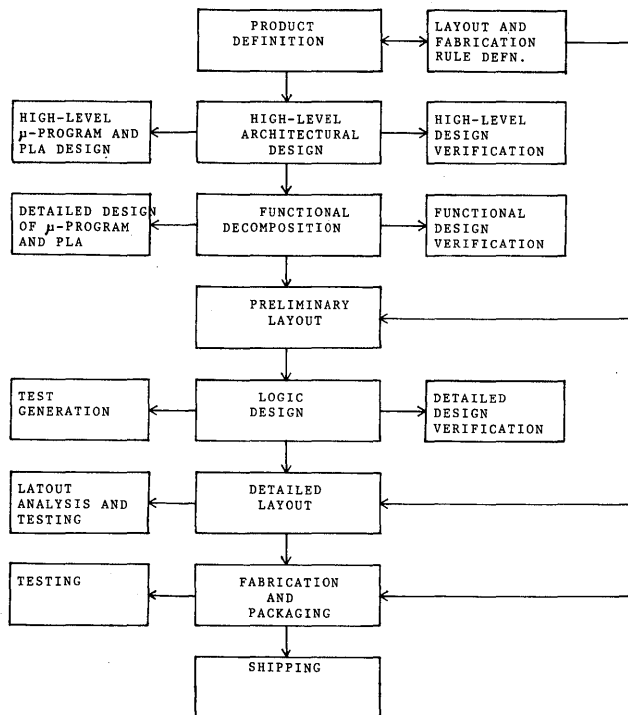 PRODUCT
DEFINITION
LAYOUT AND
FABRICATION
RULE DEFN.
HIGH-LEVEL
μ-PROGRAM AND
PLA DESIGN
HIGH-LEVEL
ARCHITECTURAL
DESIGN
HIGH-LEVEL
DESIGN
VERIFICATION
DETAILED DESIGN
OF μ-PROGRAM
AND PLA
FUNCTIONAL
DECOMPOSITION
FUNCTIONAL
DESIGN
VERIFICATION
PRELIMINARY
LAYOUT
TEST
GENERATION
LOGIC
DESIGN
DETAILED
DESIGN
VERIFICATION
LATOUT
ANALYSIS AND
TESTING
DETAILED
LAYOUT
TESTING
FABRICATION
AND
PACKAGING
SHIPPING